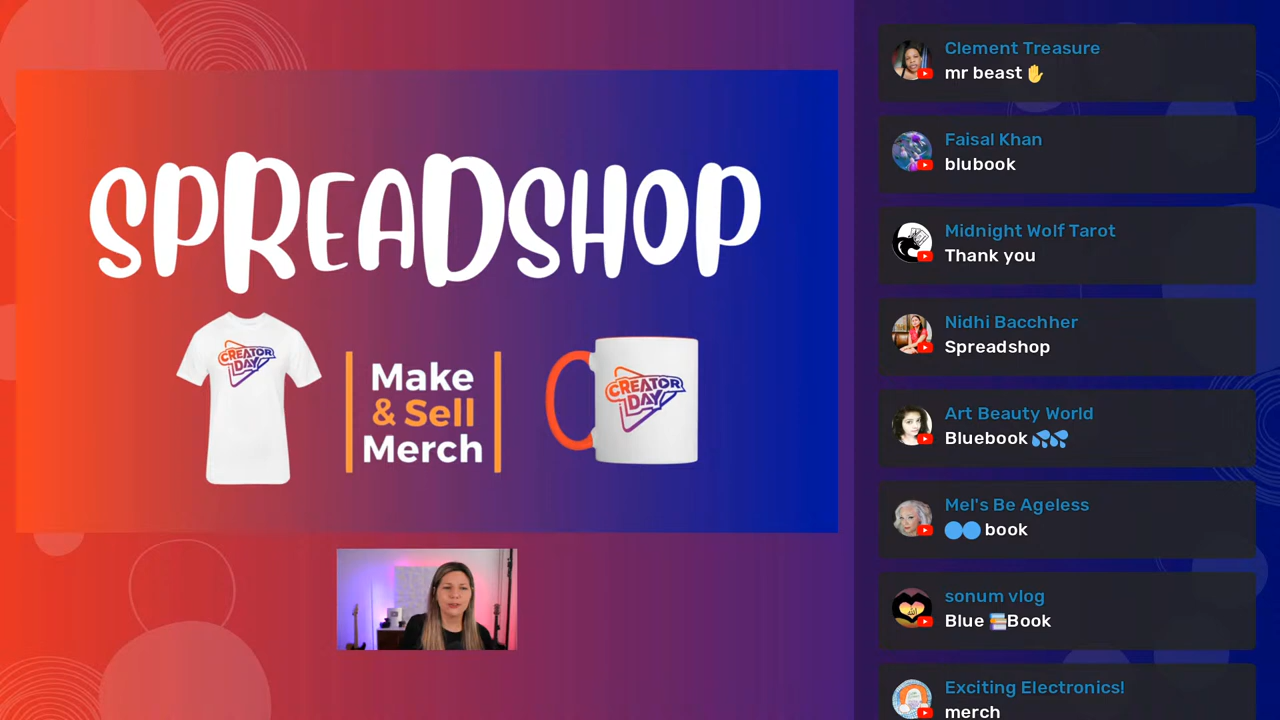 SPREADSHOP
CREATOR
DAY
Make
& Sell
Merch
CREATOR
DAY
Clement Treasure
mr beast ✋
Faisal Khan
blubook
Midnight Wolf Tarot
Thank you
Nidhi Bacchher
Spreadshop
Art Beauty World
Bluebook 💦💦
Mel's Be Ageless
🔵🔵 book
sonum vlog
Blue 📚Book
Exciting Electronics!
merch